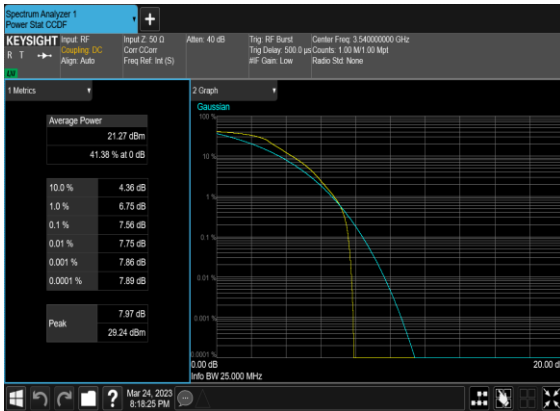 Spectrum Analyzer 1
Power Stat CCDF
KEYSIGHT
R T
LXI
Input: RF
Coupling: DC
Align: Auto
Input Z: 50 Ω
Corr CCorr
Freq Ref: Int (S)
Atten: 40 dB
Trig: RF Burst
Trig Delay: 500.0 µs
#IF Gain: Low
Center Freq: 3.540000000 GHz
Counts: 1.00 M/1.00 Mpt
Radio Std: None
1 Metrics
Average Power
21.27 dBm
41.38 % at 0 dB
10.0 % 4.36 dB
1.0 % 6.75 dB
0.1 % 7.56 dB
0.01 % 7.75 dB
0.001 % 7.86 dB
0.0001 % 7.89 dB
Peak 7.97 dB
29.24 dBm
2 Graph
Gaussian
100 %
10 %
1 %
0.1 %
0.01 %
0.001 %
0.0001 %
0.00 dB
20.00 d
Info BW 25.000 MHz
Mar 24, 2023
8:18:25 PM